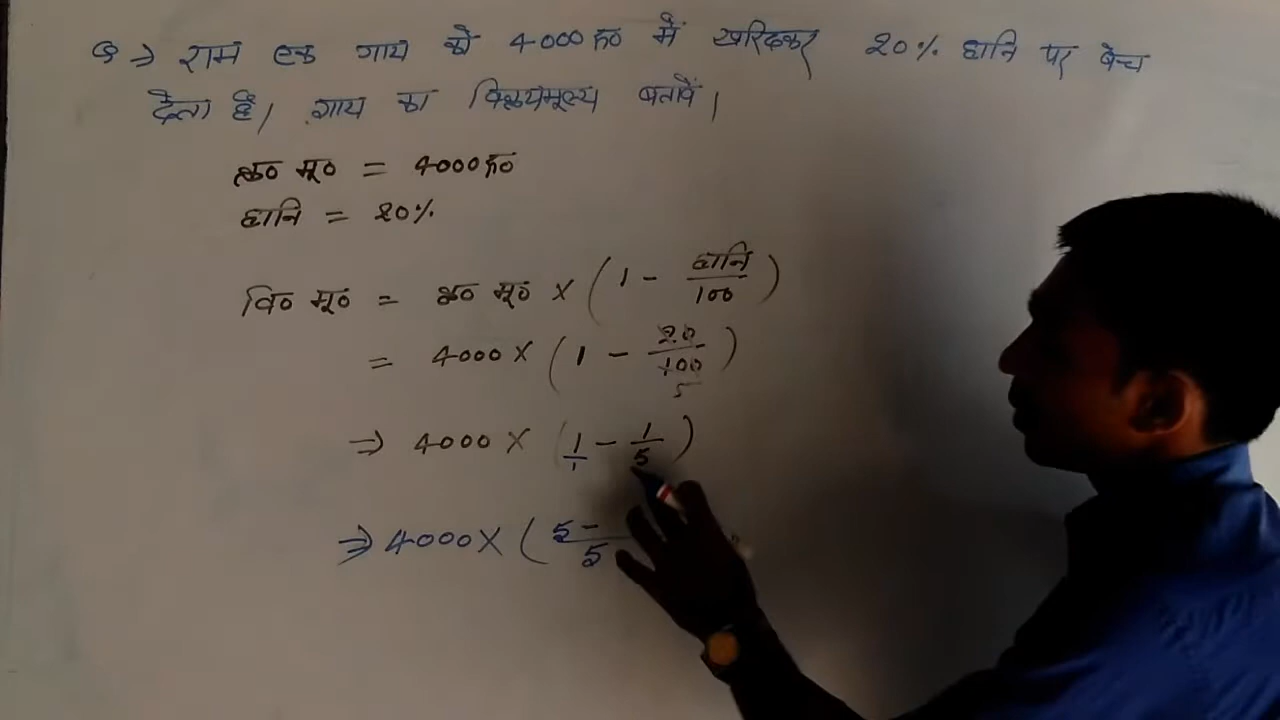 Q ⇒ राम एक गाय को 4000 रू० में खरिदकर 20% हानि पर बेच
देता है। गाय का विक्रयमूल्य बतावें।
क्र० मू० = 4000 रू०
हानि = 20%
वि० मू० = क्र० मू० × (1 - हानि/100)
= 4000 × (1 - 20/100)
5
⇒ 4000 × (1/1 - 1/5)
⇒ 4000 × (5-/5